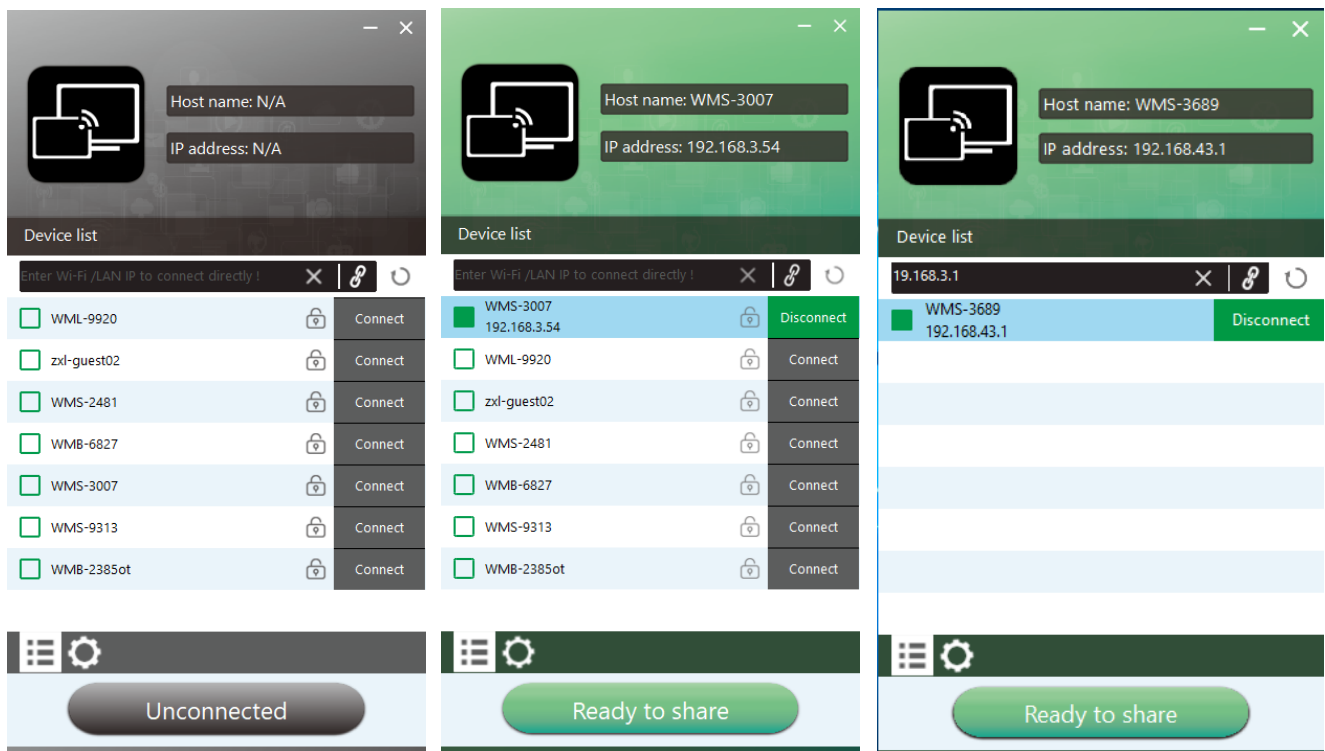 Host name: N/A
IP address: N/A
Device list
Enter Wi-Fi /LAN IP to connect directly !
WML-9920 Connect
zxl-guest02 Connect
WMS-2481 Connect
WMB-6827 Connect
WMS-3007 Connect
WMS-9313 Connect
WMB-2385ot Connect
Unconnected
Host name: WMS-3007
IP address: 192.168.3.54
Device list
Enter Wi-Fi /LAN IP to connect directly !
WMS-3007
192.168.3.54 Disconnect
WML-9920 Connect
zxl-guest02 Connect
WMS-2481 Connect
WMB-6827 Connect
WMS-9313 Connect
WMB-2385ot Connect
Ready to share
Host name: WMS-3689
IP address: 192.168.43.1
Device list
19.168.3.1
WMS-3689
192.168.43.1 Disconnect
Ready to share